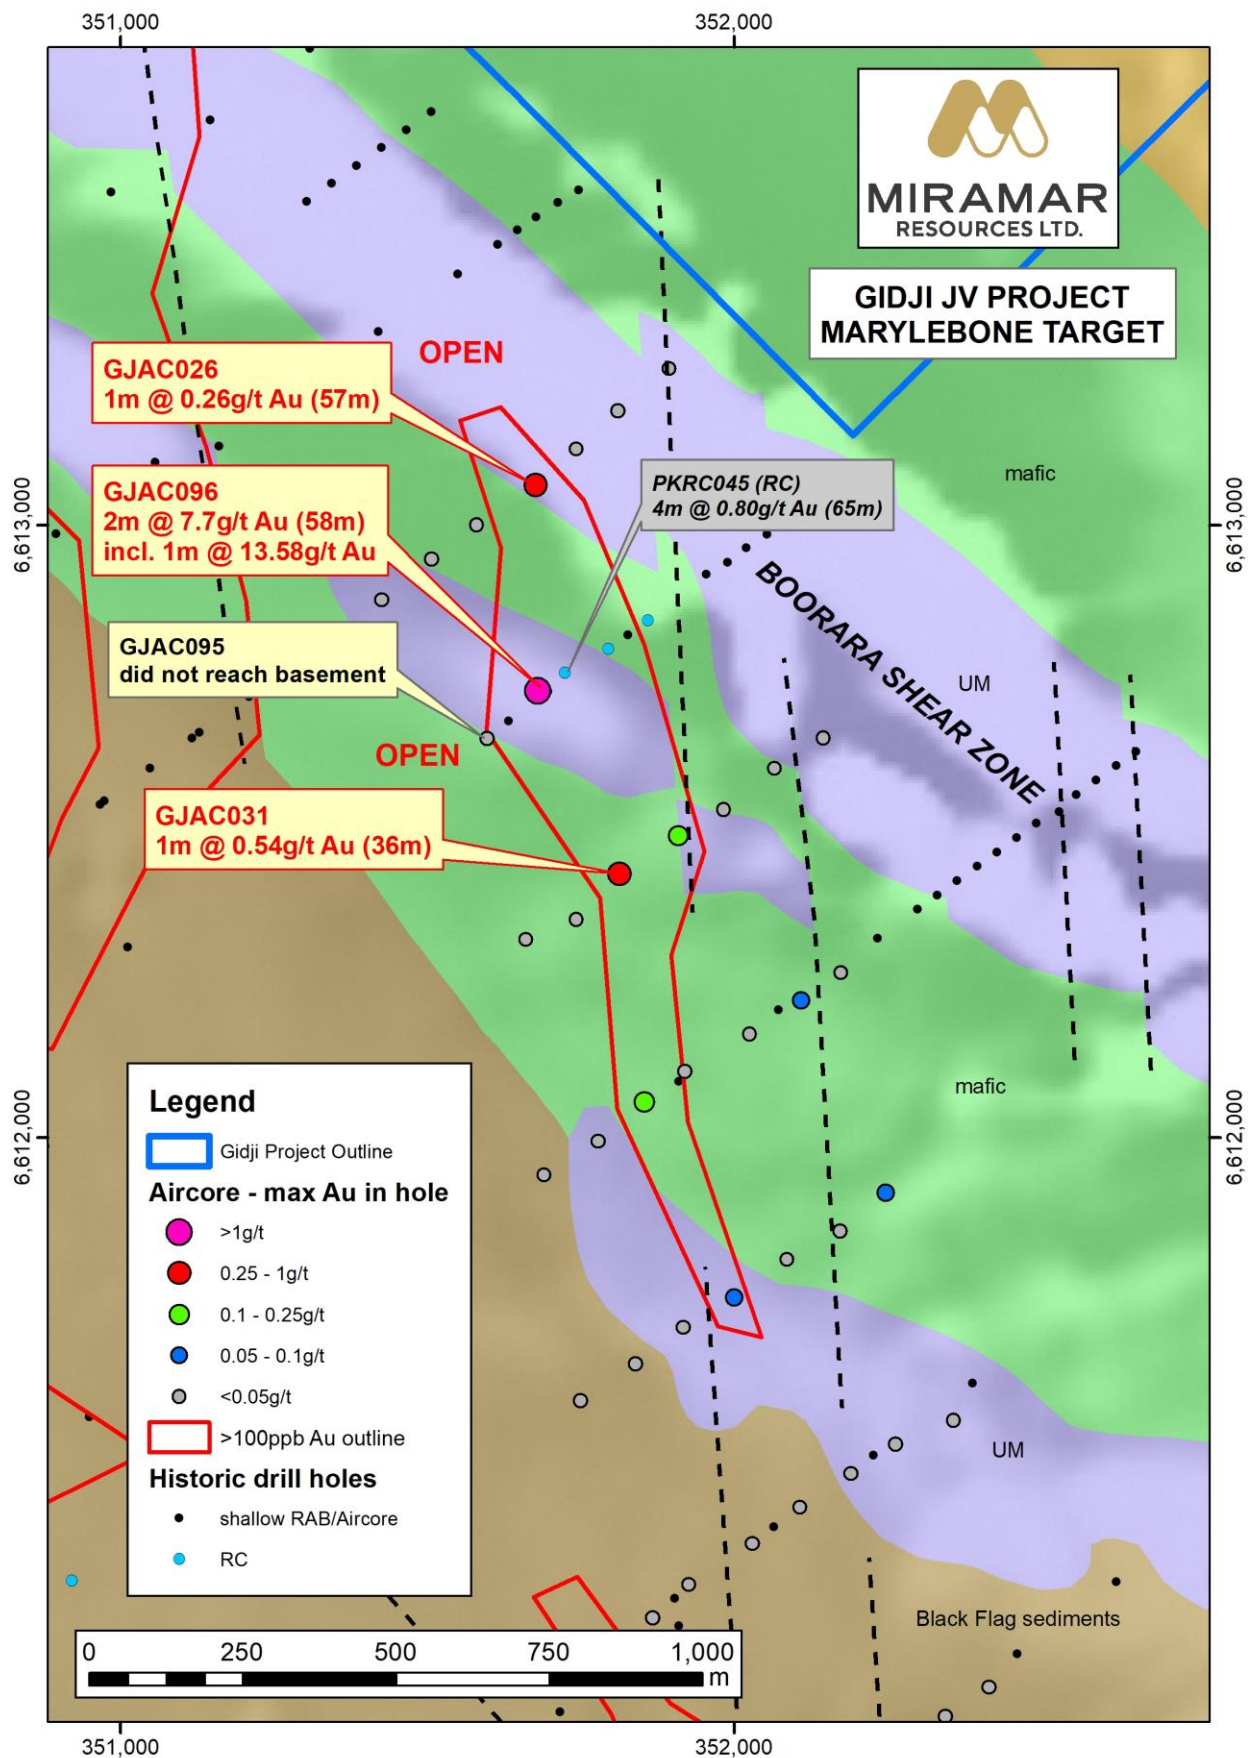 351,000
352,000
MIRAMAR
RESOURCES LTD.
GIDJI JV PROJECT
MARYLEBONE TARGET
OPEN
GJAC026
1m @ 0.26g/t Au (57m)
GJAC096
2m @ 7.7g/t Au (58m)
incl. 1m @ 13.58g/t Au
PKRC045 (RC)
4m @ 0.80g/t Au (65m)
mafic
6,613,000
6,613,000
BOORARA SHEAR ZONE
GJAC095
did not reach basement
UM
OPEN
GJAC031
1m @ 0.54g/t Au (36m)
mafic
6,612,000
6,612,000
Legend
Gidji Project Outline
Aircore - max Au in hole
>1g/t
0.25 - 1g/t
0.1 - 0.25g/t
0.05 - 0.1g/t
<0.05g/t
>100ppb Au outline
Historic drill holes
shallow RAB/Aircore
RC
UM
Black Flag sediments
0 250 500 750 1,000
m
351,000
352,000